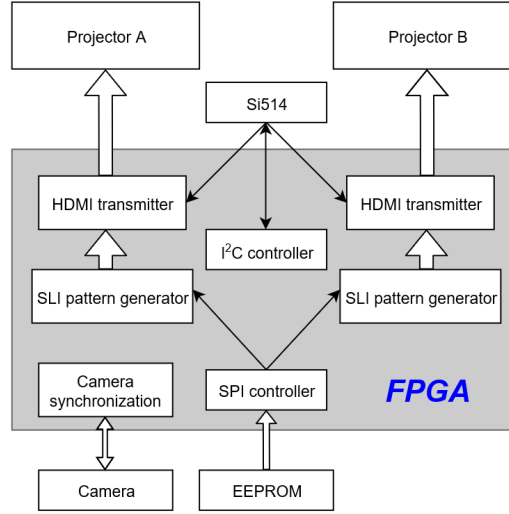 Projector A
Projector B
Si514
HDMI transmitter
HDMI transmitter
I²C controller
SLI pattern generator
SLI pattern generator
Camera
synchronization
SPI controller
FPGA
Camera
EEPROM